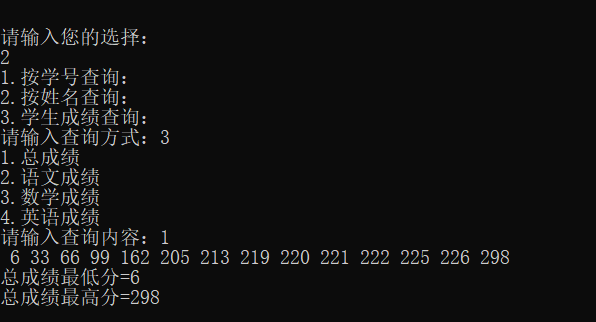 请输入您的选择：
2
1.按学号查询：
2.按姓名查询：
3.学生成绩查询：
请输入查询方式：3
1.总成绩
2.语文成绩
3.数学成绩
4.英语成绩
请输入查询内容：1
6 33 66 99 162 205 213 219 220 221 222 225 226 298
总成绩最低分=6
总成绩最高分=298